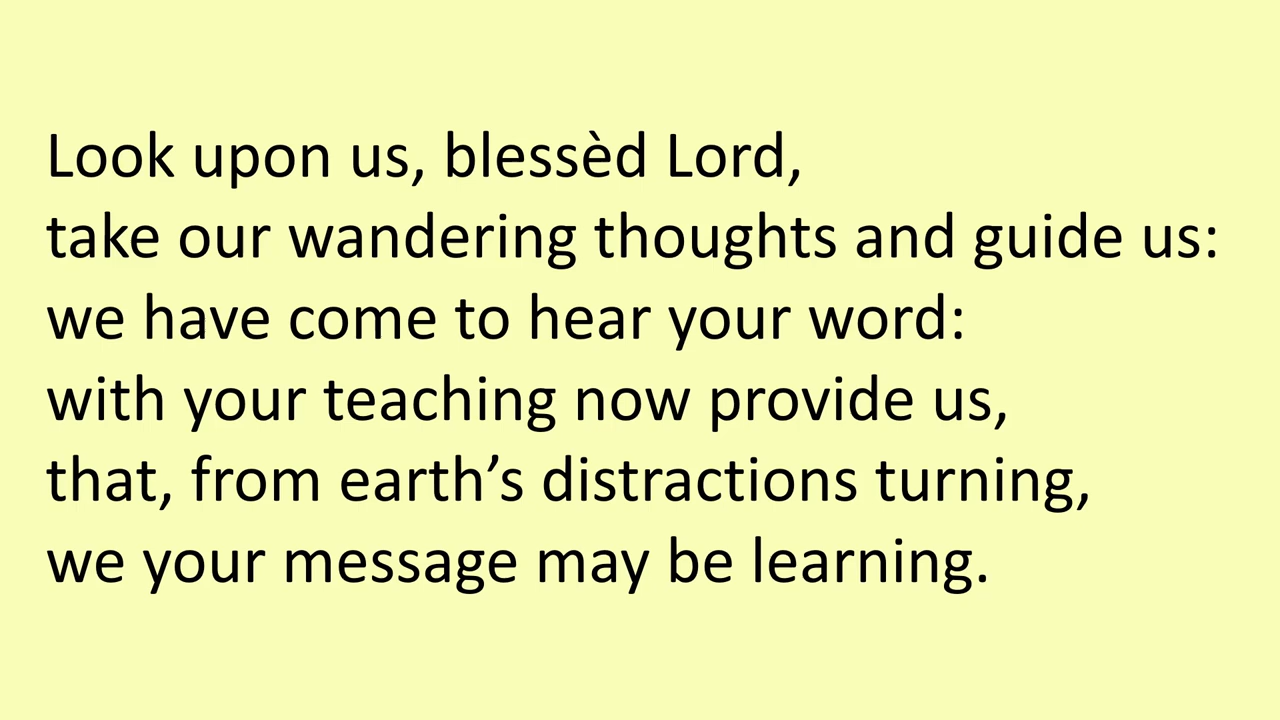 Look upon us, blessèd Lord,
take our wandering thoughts and guide us:
we have come to hear your word:
with your teaching now provide us,
that, from earth’s distractions turning,
we your message may be learning.